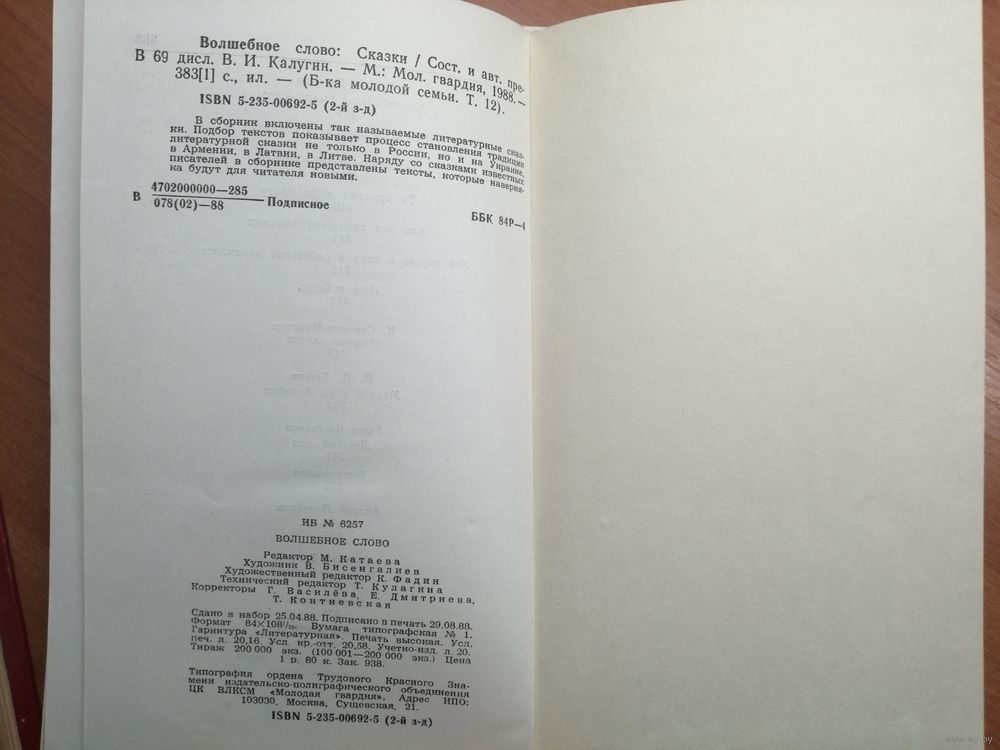 Волшебное слово: Сказки / Сост. и авт. пре-
В 69 дисл. В. И. Калугин. — М.: Мол. гвардия, 1988.—
383[1] с., ил. — (Б-ка молодой семьи. Т. 12).
ISBN 5-235-00692-5 (2-й з-д)
В сборник включены так называемые литературные сказ-
ки. Подбор текстов показывает процесс становления традиции
литературной сказки не только в России, но и на Украине,
в Армении, в Латвии, в Литве. Наряду со сказками известных
писателей в сборнике представлены тексты, которые наверня-
ка будут для читателя новыми.
В 4702000000—285
078(02)—88 Подписное
ББК 84Р—4
ИБ № 6257
ВОЛШЕБНОЕ СЛОВО
Редактор М. Катаева
Художник В. Бисенгалиев
Художественный редактор К. Фадин
Технический редактор Т. Кулагина
Корректоры Г. Василёва, Е. Дмитриева,
Т. Контиевская
Сдано в набор 25.04.88. Подписано в печать 29.08.88.
Формат 84×108¹/₃₂. Бумага типографская № 1.
Гарнитура «Литературная». Печать высокая. Усл.
печ. л. 20,16. Усл. кр.-отт. 20,58. Учетно-изд. л. 20.
Тираж 200 000 экз. (100 001—200 000 экз.) Цена
1 р. 80 к. Зак. 938.
Типография ордена Трудового Красного Зна-
мени издательско-полиграфического объединения
ЦК ВЛКСМ «Молодая гвардия». Адрес ИПО:
103030, Москва, Сущевская, 21.
ISBN 5-235-00692-5 (2-й з-д)